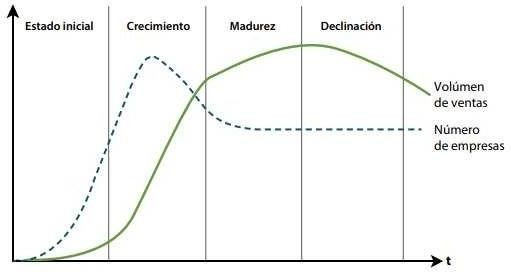 Estado inicial
Crecimiento
Madurez
Declinación
Volúmen
de ventas
Número
de empresas
t